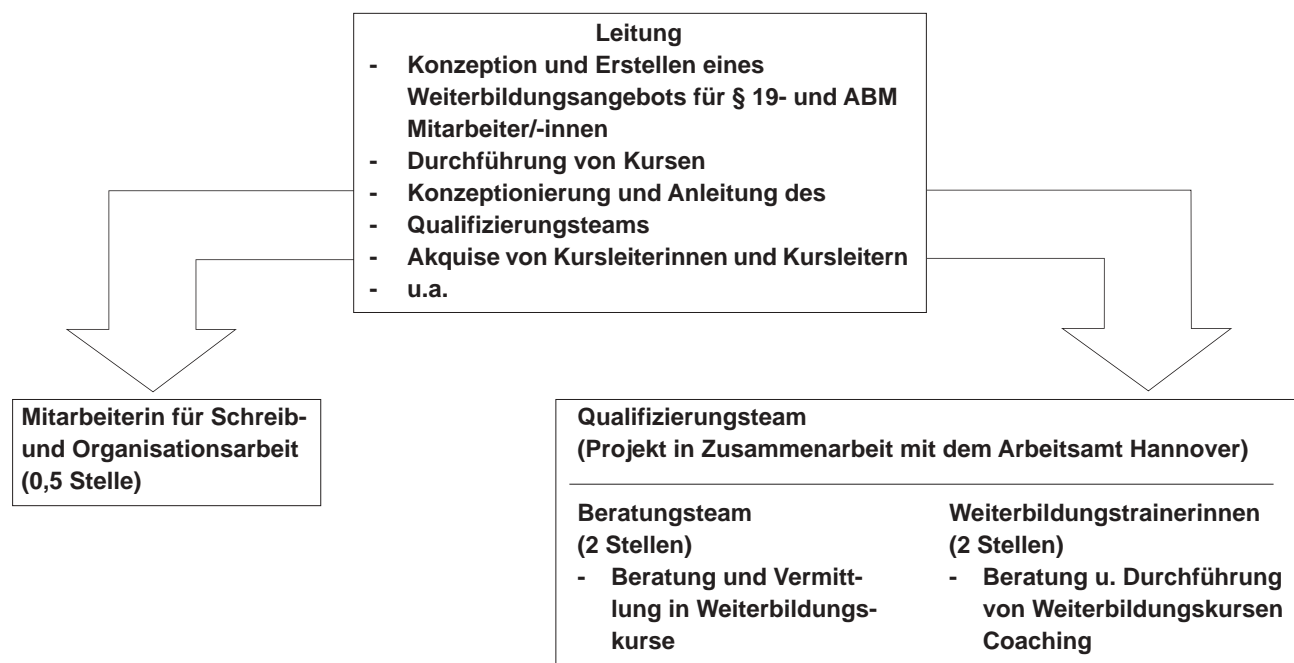 Leitung
- Konzeption und Erstellen eines
Weiterbildungsangebots für § 19- und ABM
Mitarbeiter/-innen
- Durchführung von Kursen
- Konzeptionierung und Anleitung des
- Qualifizierungsteams
- Akquise von Kursleiterinnen und Kursleitern
- u.a.
Mitarbeiterin für Schreib-
und Organisationsarbeit
(0,5 Stelle)
Qualifizierungsteam
(Projekt in Zusammenarbeit mit dem Arbeitsamt Hannover)
Beratungsteam
(2 Stellen)
- Beratung und Vermitt-
lung in Weiterbildungs-
kurse
Weiterbildungstrainerinnen
(2 Stellen)
- Beratung u. Durchführung
von Weiterbildungskursen
Coaching